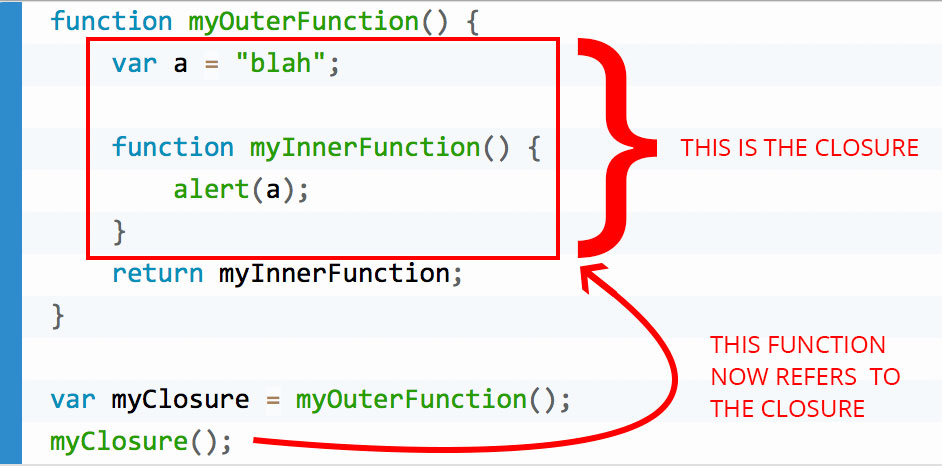 function myOuterFunction() {
var a = "blah";
function myInnerFunction() {
alert(a);
}
return myInnerFunction;
}
var myClosure = myOuterFunction();
myClosure();
THIS IS THE CLOSURE
THIS FUNCTION
NOW REFERS TO
THE CLOSURE